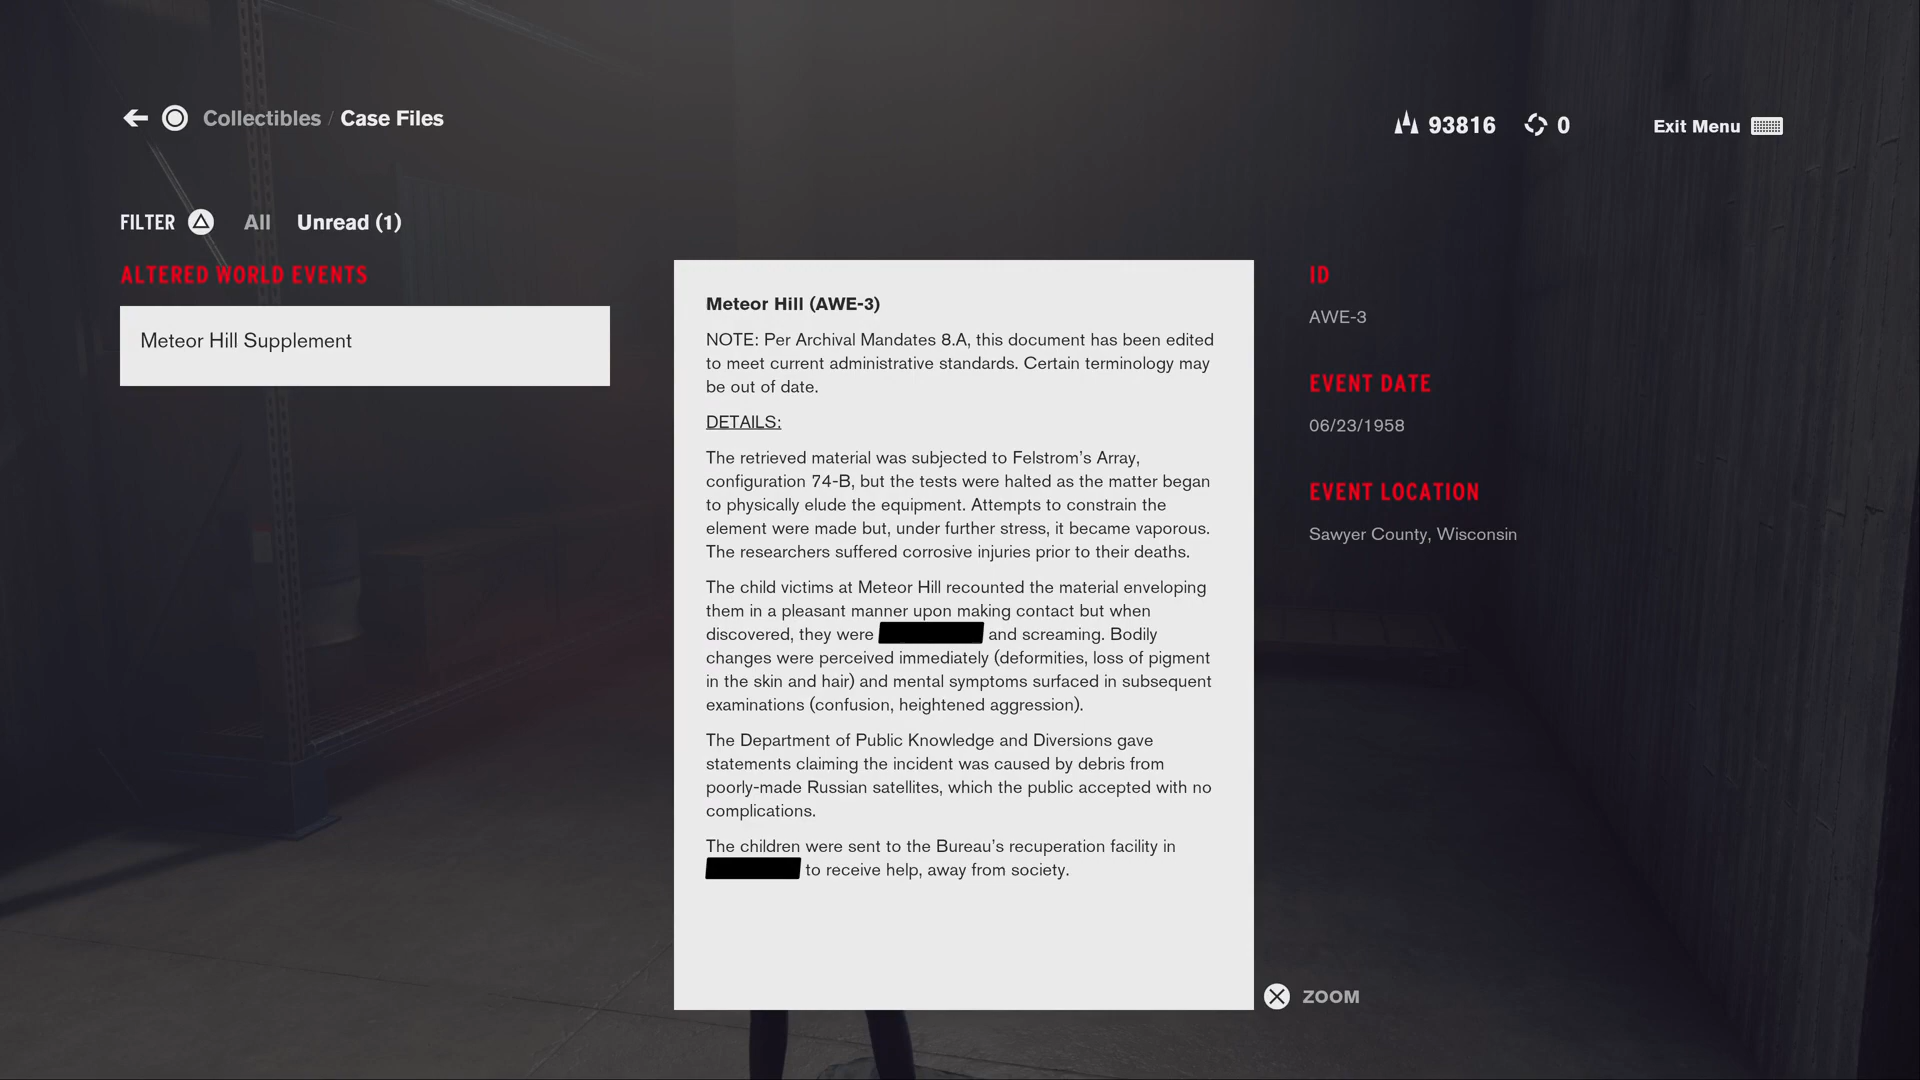 Collectibles / Case Files
93816
0
Exit Menu
FILTER
All
Unread (1)
ALTERED WORLD EVENTS
Meteor Hill Supplement
Meteor Hill (AWE-3)
NOTE: Per Archival Mandates 8.A, this document has been edited
to meet current administrative standards. Certain terminology may
be out of date.
DETAILS:
The retrieved material was subjected to Felstrom's Array,
configuration 74-B, but the tests were halted as the matter began
to physically elude the equipment. Attempts to constrain the
element were made but, under further stress, it became vaporous.
The researchers suffered corrosive injuries prior to their deaths.
The child victims at Meteor Hill recounted the material enveloping
them in a pleasant manner upon making contact but when
discovered, they were and screaming. Bodily
changes were perceived immediately (deformities, loss of pigment
in the skin and hair) and mental symptoms surfaced in subsequent
examinations (confusion, heightened aggression).
The Department of Public Knowledge and Diversions gave
statements claiming the incident was caused by debris from
poorly-made Russian satellites, which the public accepted with no
complications.
The children were sent to the Bureau's recuperation facility in
to receive help, away from society.
ID
AWE-3
EVENT DATE
06/23/1958
EVENT LOCATION
Sawyer County, Wisconsin
ZOOM